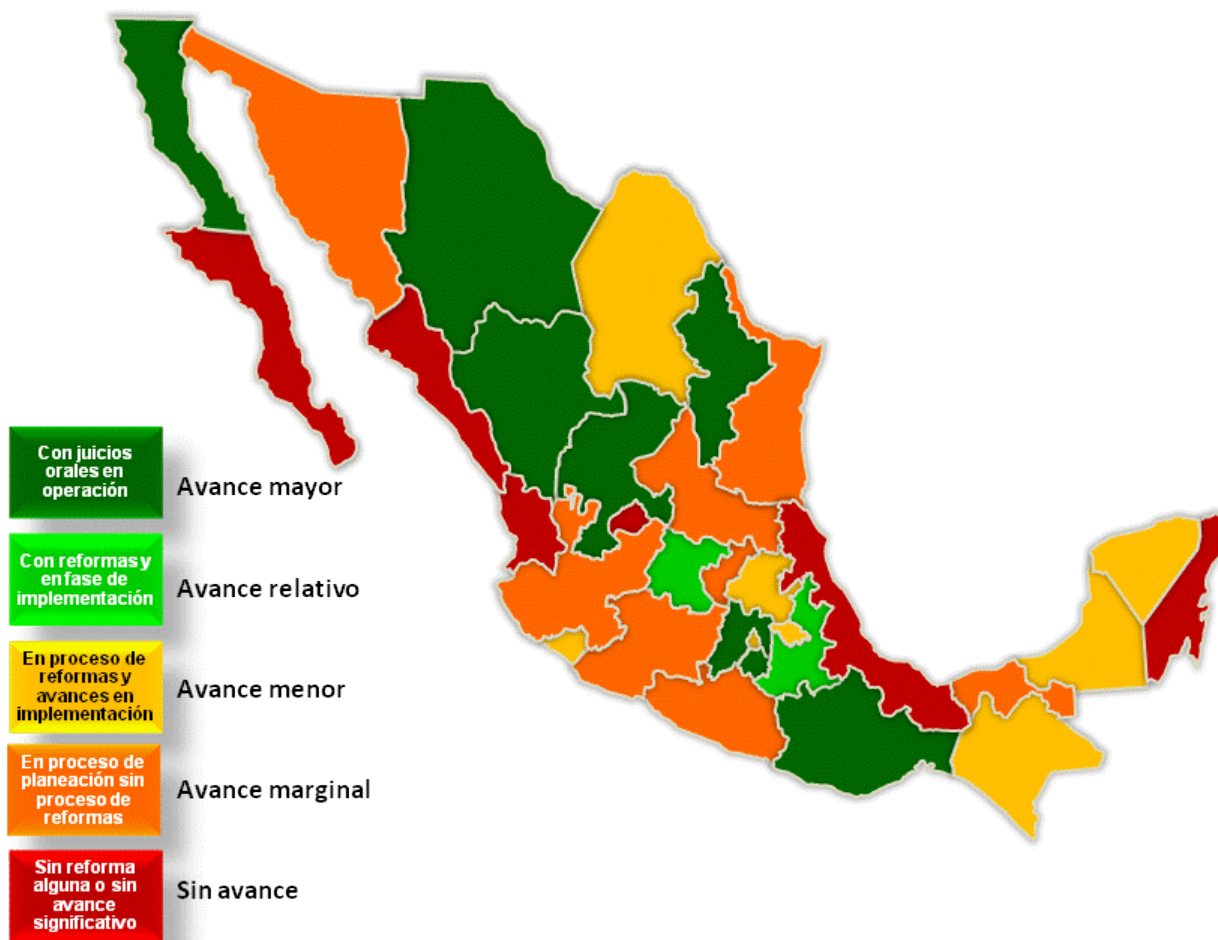 Con juicios
orales en
operación
Avance mayor
Con reformas y
en fase de
implementación
Avance relativo
En proceso de
reformas y
avances en
implementación
Avance menor
En proceso de
planeación sin
proceso de
reformas
Avance marginal
Sin reforma
alguna o sin
avance
significativo
Sin avance